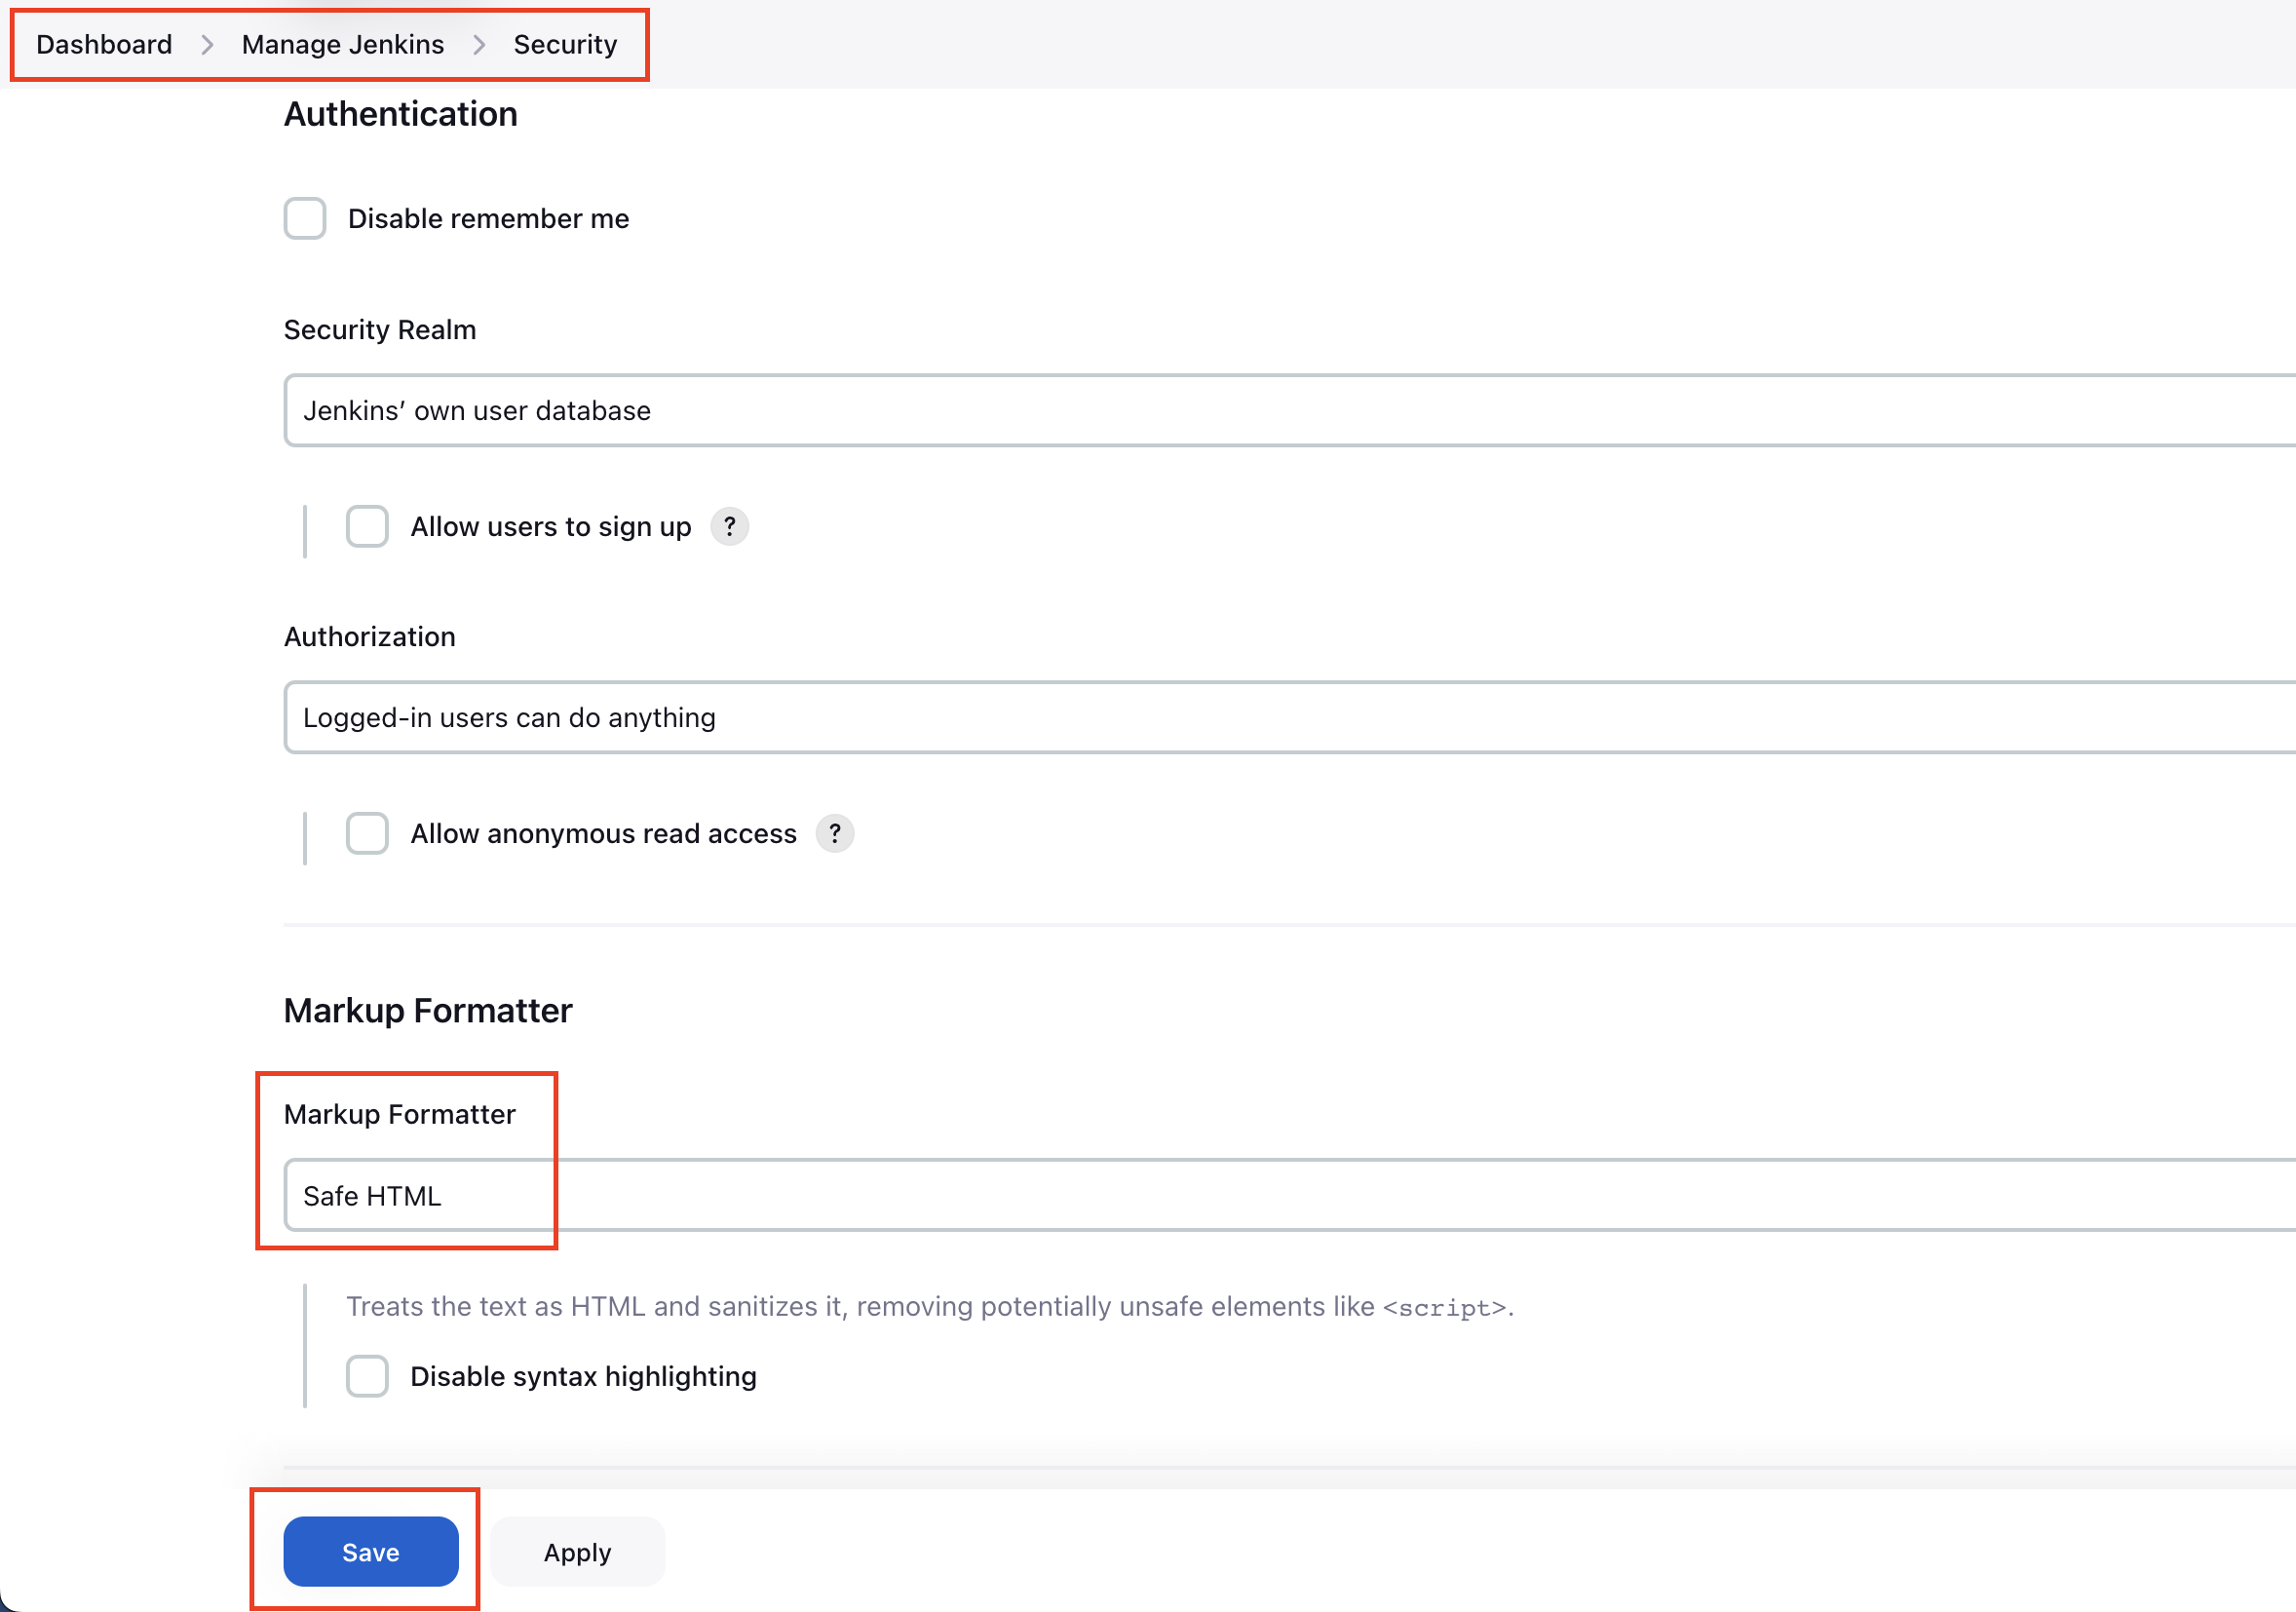 Dashboard > Manage Jenkins > Security
Authentication
Disable remember me
Security Realm
Jenkins’ own user database
Allow users to sign up ?
Authorization
Logged-in users can do anything
Allow anonymous read access ?
Markup Formatter
Markup Formatter
Safe HTML
Treats the text as HTML and sanitizes it, removing potentially unsafe elements like <script>.
Disable syntax highlighting
Save Apply